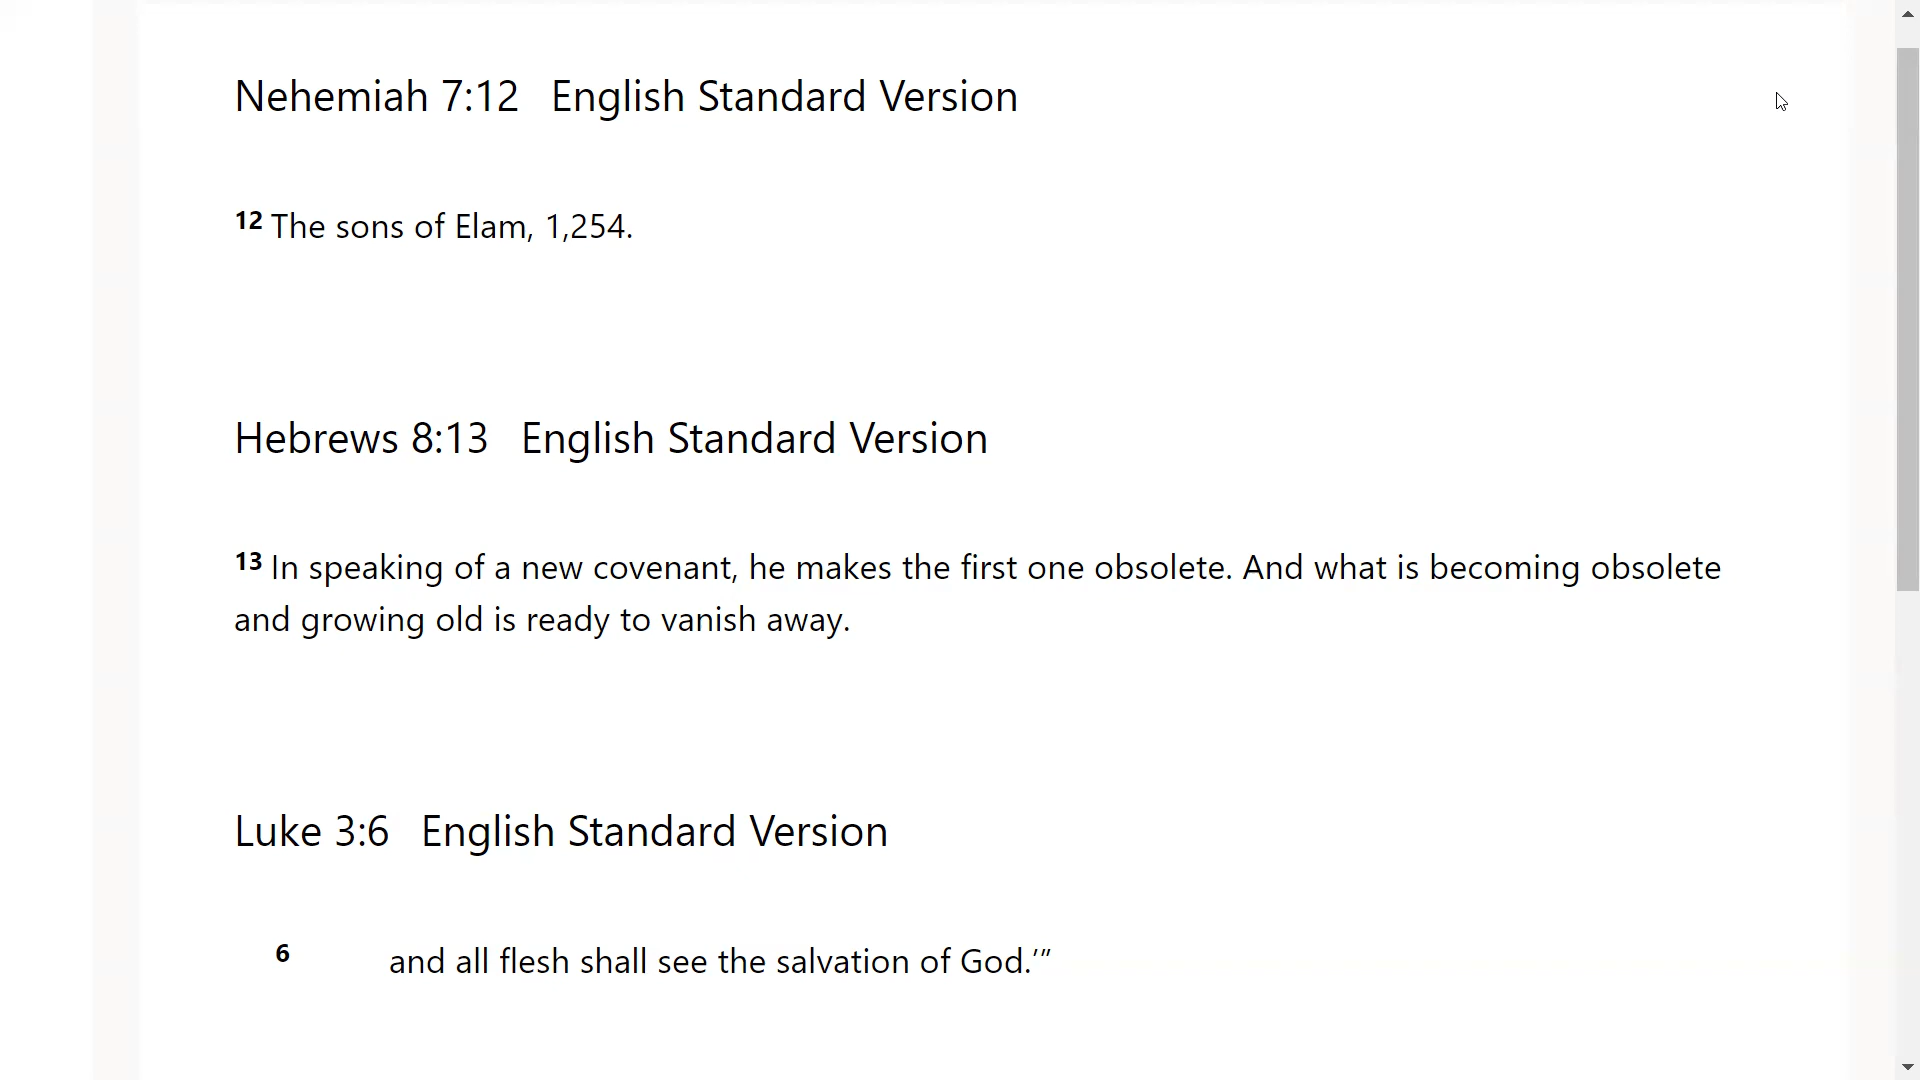 Nehemiah 7:12 English Standard Version
12 The sons of Elam, 1,254.
Hebrews 8:13 English Standard Version
13 In speaking of a new covenant, he makes the first one obsolete. And what is becoming obsolete
and growing old is ready to vanish away.
Luke 3:6 English Standard Version
6 and all flesh shall see the salvation of God.’”